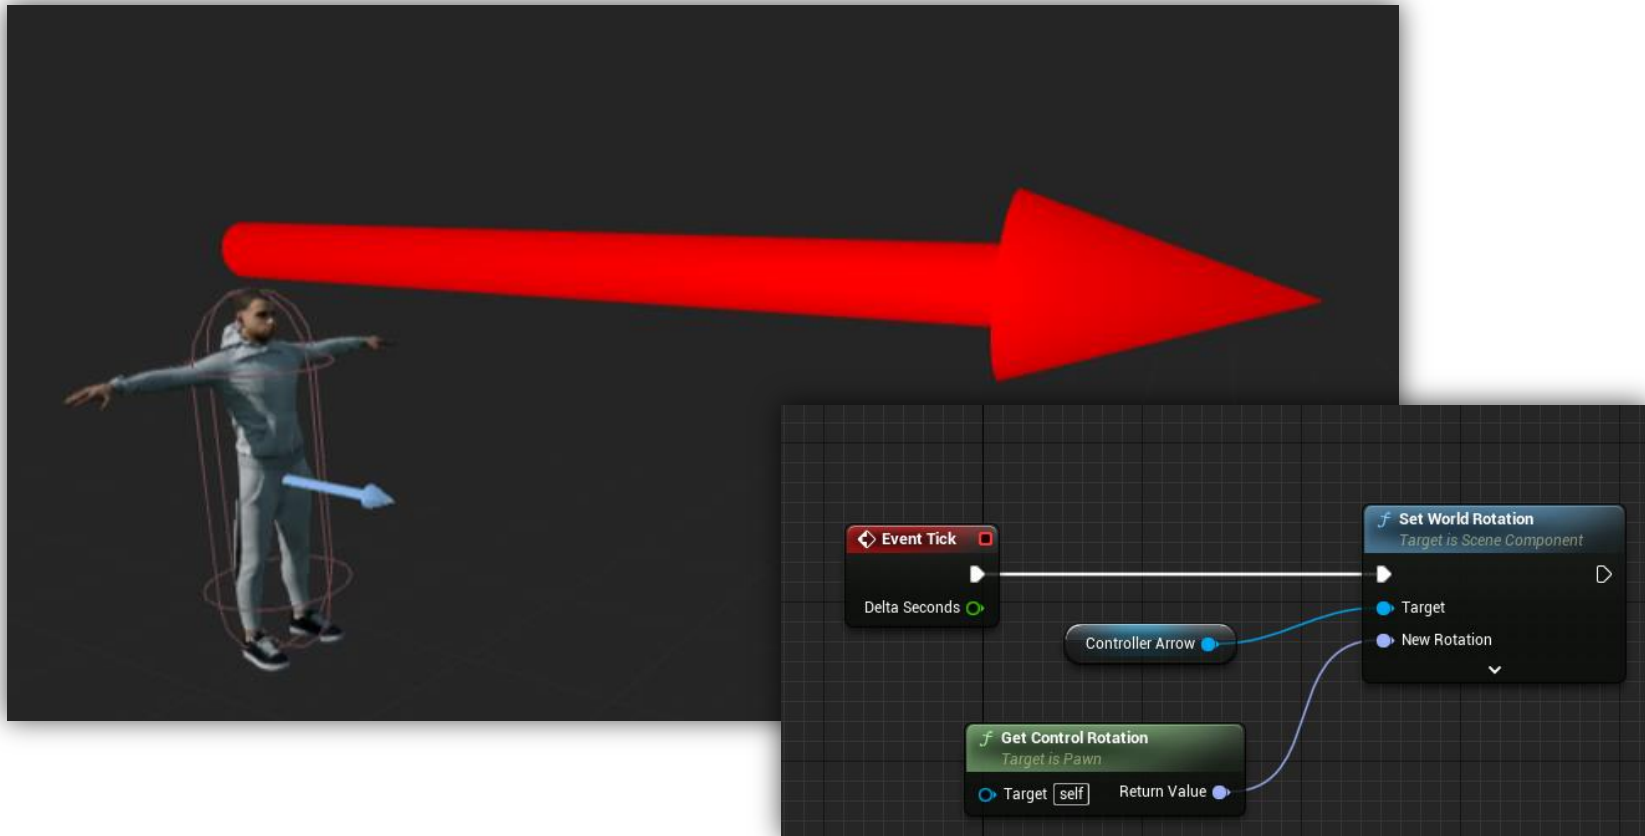 Event Tick
Delta Seconds
Controller Arrow
Set World Rotation
Target is Scene Component
Target
New Rotation
Get Control Rotation
Target is Pawn
Target self Return Value